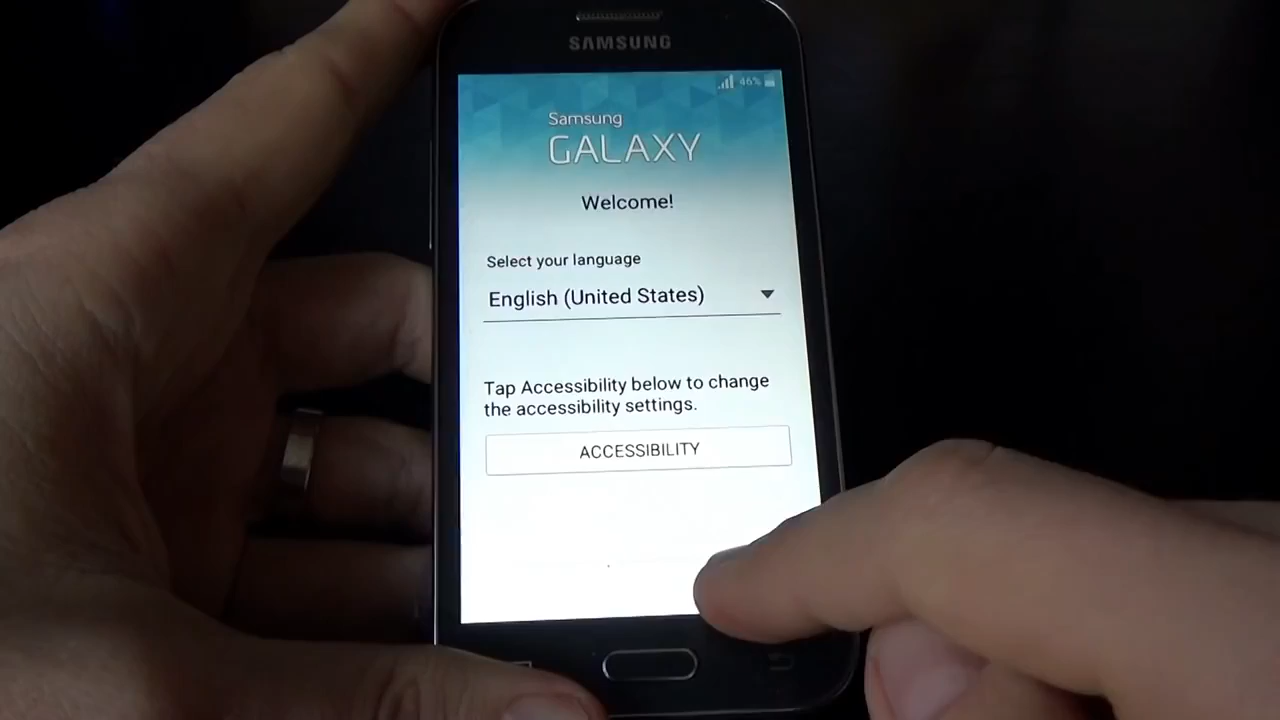 SAMSUNG
46%
Samsung
GALAXY
Welcome!
Select your language
English (United States)
Tap Accessibility below to change
the accessibility settings.
ACCESSIBILITY